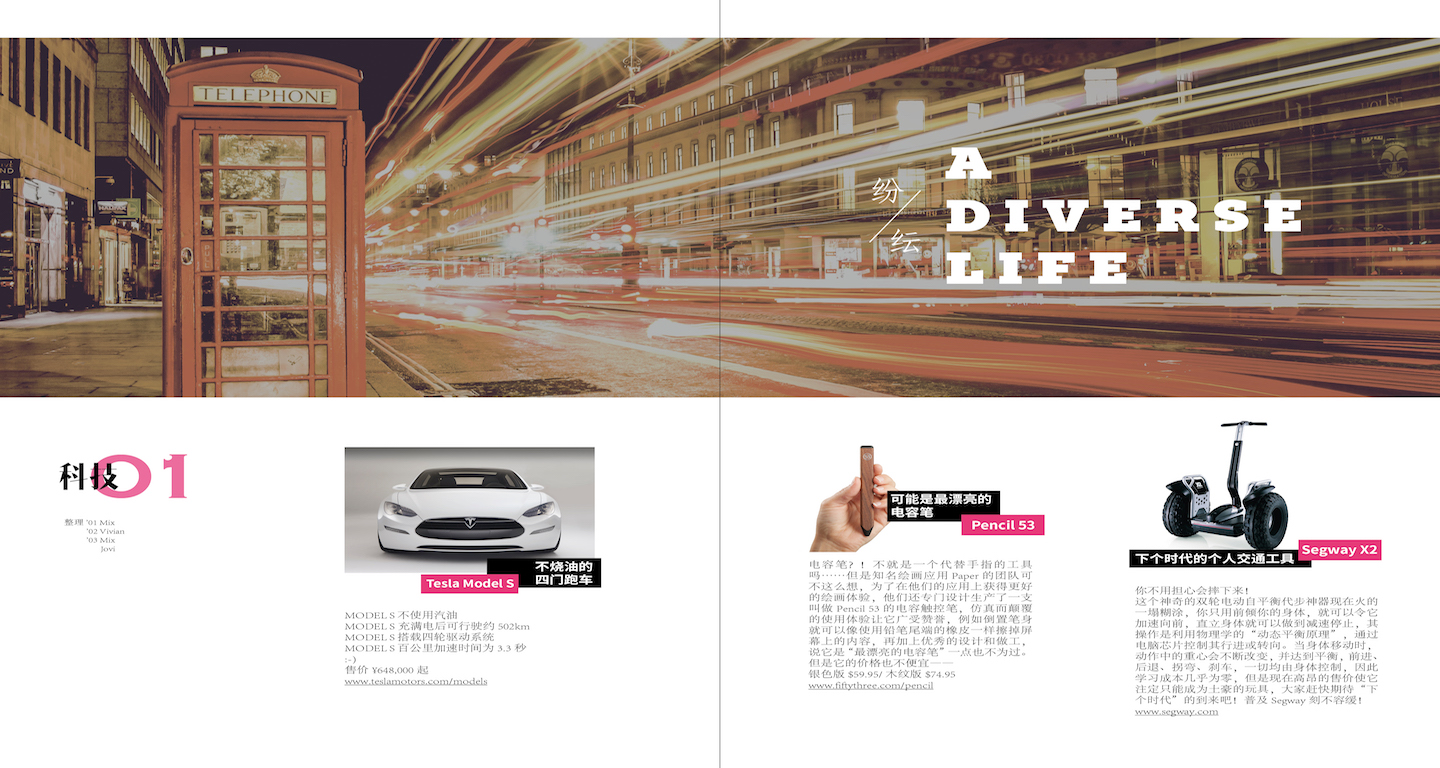 TELEPHONE
纷
纭
A
DIVERSE
LIFE
科技
01
整理 '01 Mix
'02 Vivian
'03 Mix
Jovi
不烧油的
四门跑车
Tesla Model S
MODEL S 不使用汽油
MODEL S 充满电后可行驶约 502km
MODEL S 搭载四轮驱动系统
MODEL S 百公里加速时间为 3.3 秒
:-)
售价 ¥648,000 起
www.teslamotors.com/models
可能是最漂亮的
电容笔
Pencil 53
电容笔？！不就是一个代替手指的工具
吗……但是知名绘画应用 Paper 的团队可
不这么想，为了在他们的应用上获得更好
的绘画体验，他们还专门设计生产了一支
叫做 Pencil 53 的电容触控笔，仿真而颠覆
的使用体验让它广受赞誉，例如倒置笔身
就可以像使用铅笔尾端的橡皮一样擦掉屏
幕上的内容，再加上优秀的设计和做工，
说它是“最漂亮的电容笔”一点也不为过。
但是它的价格也不便宜——
银色版 $59.95/ 木纹版 $74.95
www.fiftythree.com/pencil
下个时代的个人交通工具
Segway X2
你不用担心会摔下来！
这个神奇的双轮电动自平衡代步神器现在火的
一塌糊涂，你只用前倾你的身体，就可以令它
加速向前，直立身体就可以做到减速停止，其
操作是利用物理学的“动态平衡原理”，通过
电脑芯片控制其行进或转向。当身体移动时，
动作中的重心会不断改变，并达到平衡，前进、
后退、拐弯、刹车，一切均由身体控制，因此
学习成本几乎为零，但是现在高昂的售价使它
注定只能成为土豪的玩具，大家赶快期待“下
个时代”的到来吧！普及 Segway 刻不容缓！
www.segway.com